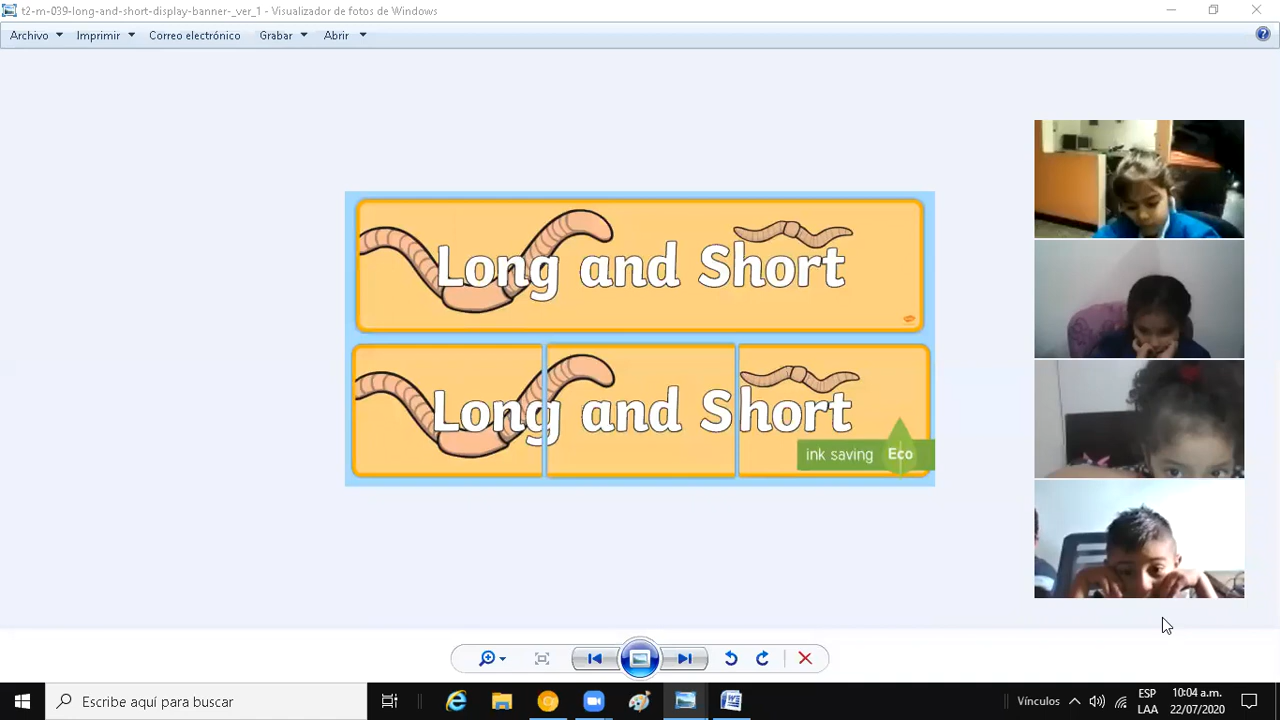 t2-m-039-long-and-short-display-banner-_ver_1 - Visualizador de fotos de Windows
Archivo Imprimir Correo electrónico Grabar Abrir
Long and Short
Long and Short
ink saving Eco
Escribe aquí para buscar
Vínculos
ESP
LAA
10:04 a.m.
22/07/2020